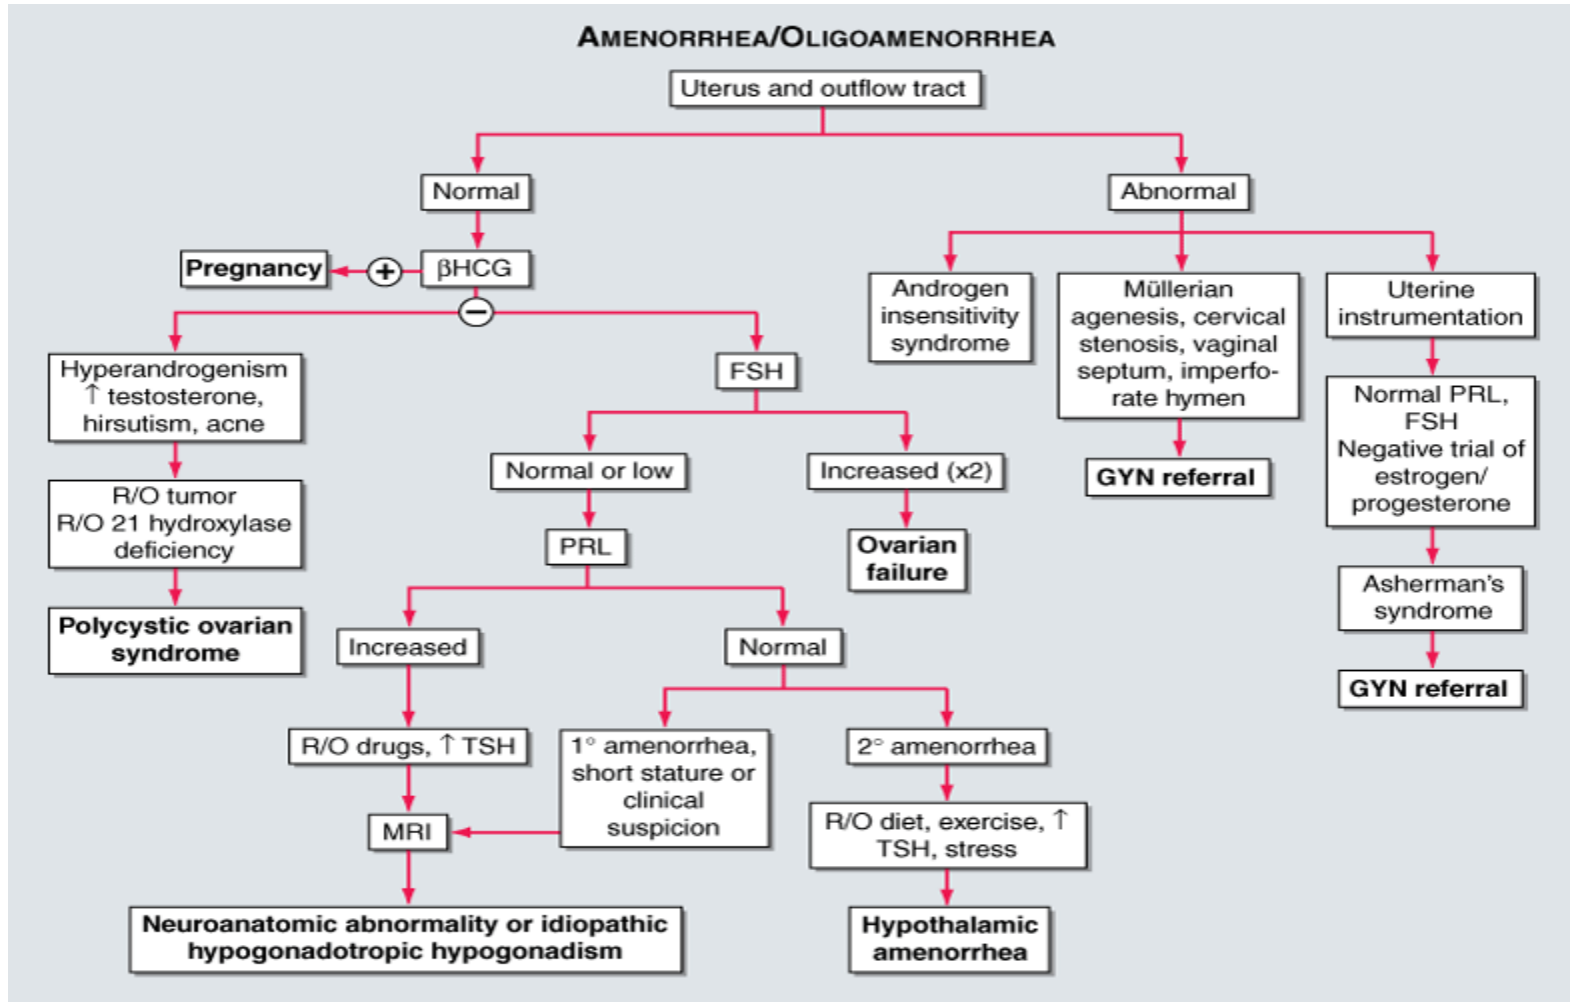 AMENORRHEA/OLIGOAMENORRHEA
Uterus and outflow tract
Normal
Abnormal
Pregnancy
+
βHCG
−
Hyperandrogenism
↑ testosterone,
hirsutism, acne
R/O tumor
R/O 21 hydroxylase
deficiency
Polycystic ovarian
syndrome
FSH
Normal or low
Increased (x2)
PRL
Ovarian
failure
Increased
Normal
R/O drugs, ↑ TSH
1° amenorrhea,
short stature or
clinical
suspicion
2° amenorrhea
MRI
R/O diet, exercise, ↑
TSH, stress
Neuroanatomic abnormality or idiopathic
hypogonadotropic hypogonadism
Hypothalamic
amenorrhea
Androgen
insensitivity
syndrome
Müllerian
agenesis, cervical
stenosis, vaginal
septum, imperfo-
rate hymen
GYN referral
Uterine
instrumentation
Normal PRL,
FSH
Negative trial of
estrogen/
progesterone
Asherman's
syndrome
GYN referral